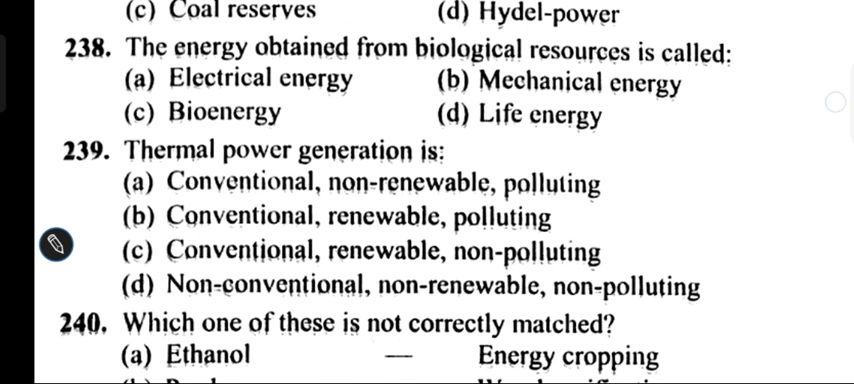 (c) Coal reserves (d) Hydel-power
238. The energy obtained from biological resources is called:
(a) Electrical energy (b) Mechanical energy
(c) Bioenergy (d) Life energy
239. Thermal power generation is:
(a) Conventional, non-renewable, polluting
(b) Conventional, renewable, polluting
(c) Conventional, renewable, non-polluting
(d) Non-conventional, non-renewable, non-polluting
240. Which one of these is not correctly matched?
(a) Ethanol — Energy cropping